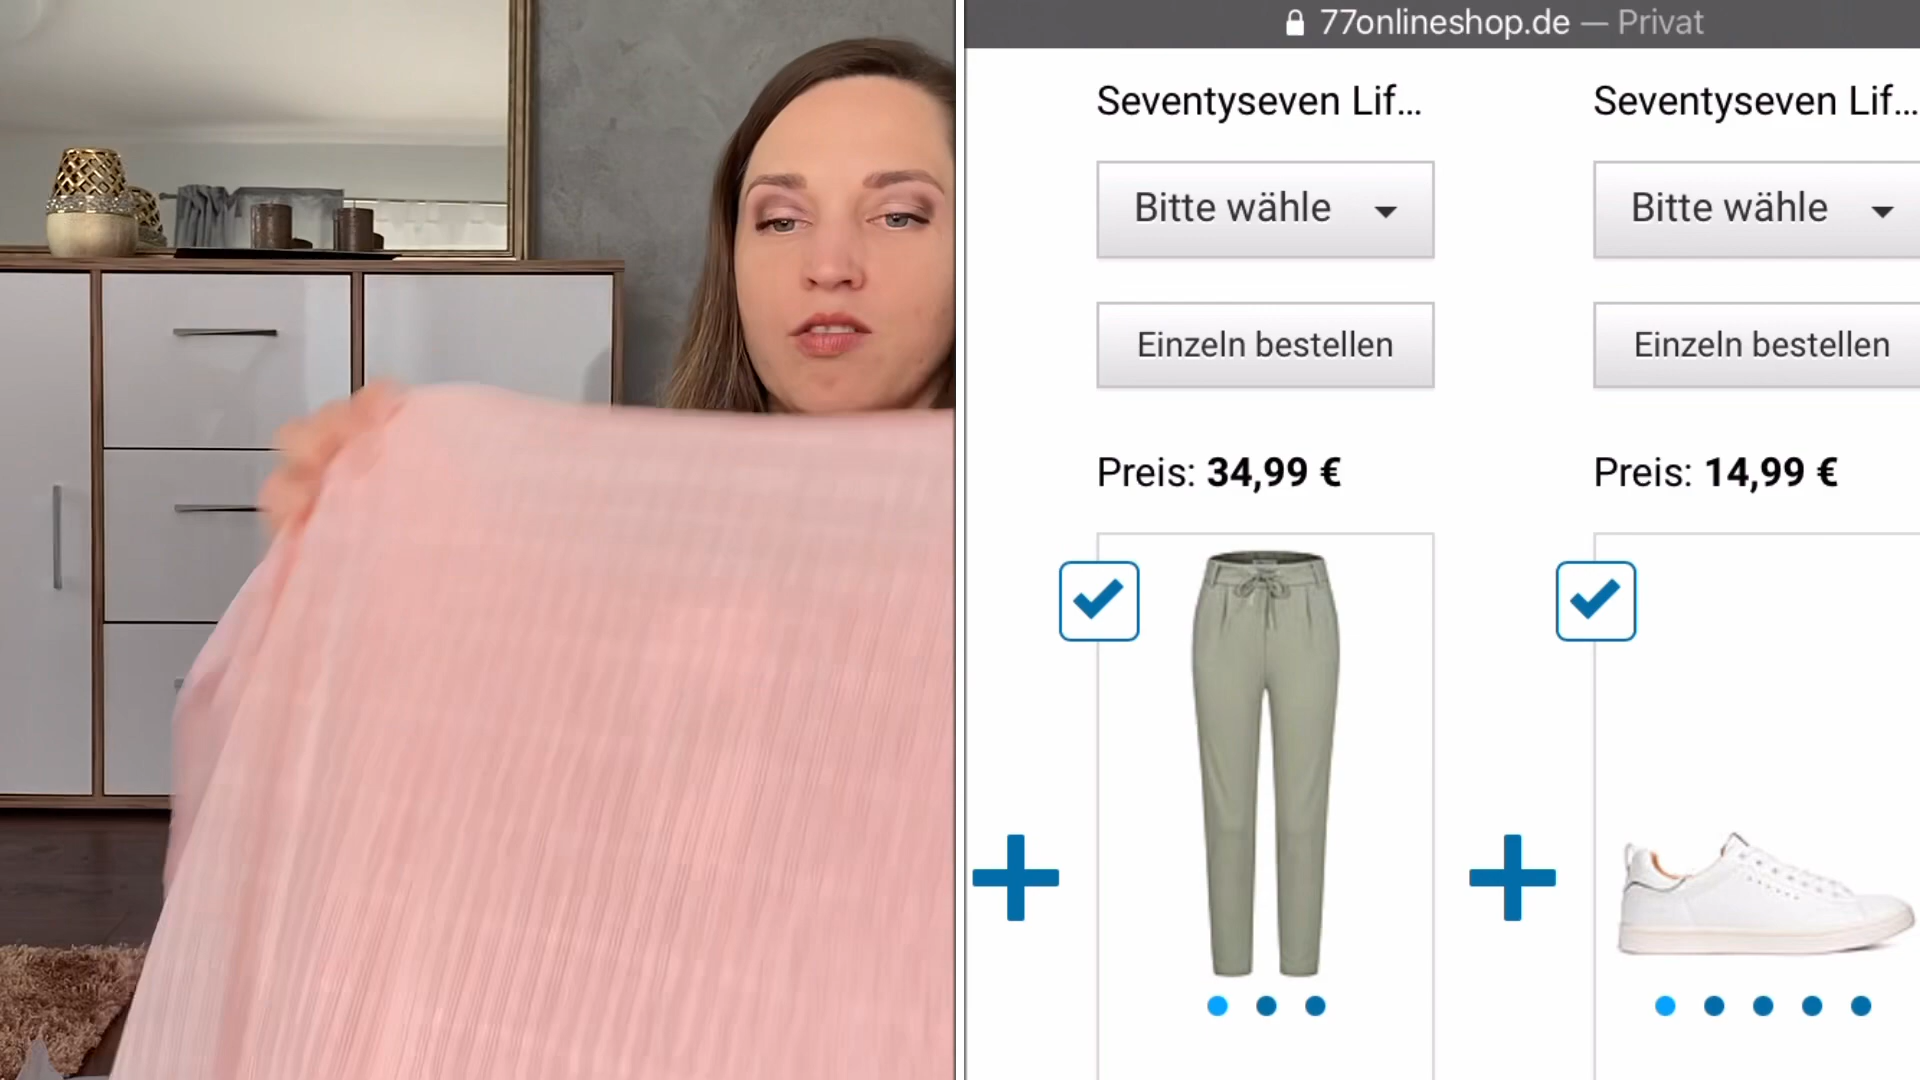 77onlineshop.de — Privat
Seventyseven Lif... Seventyseven Lif...
Bitte wähle Bitte wähle
Einzeln bestellen Einzeln bestellen
Preis: 34,99 € Preis: 14,99 €